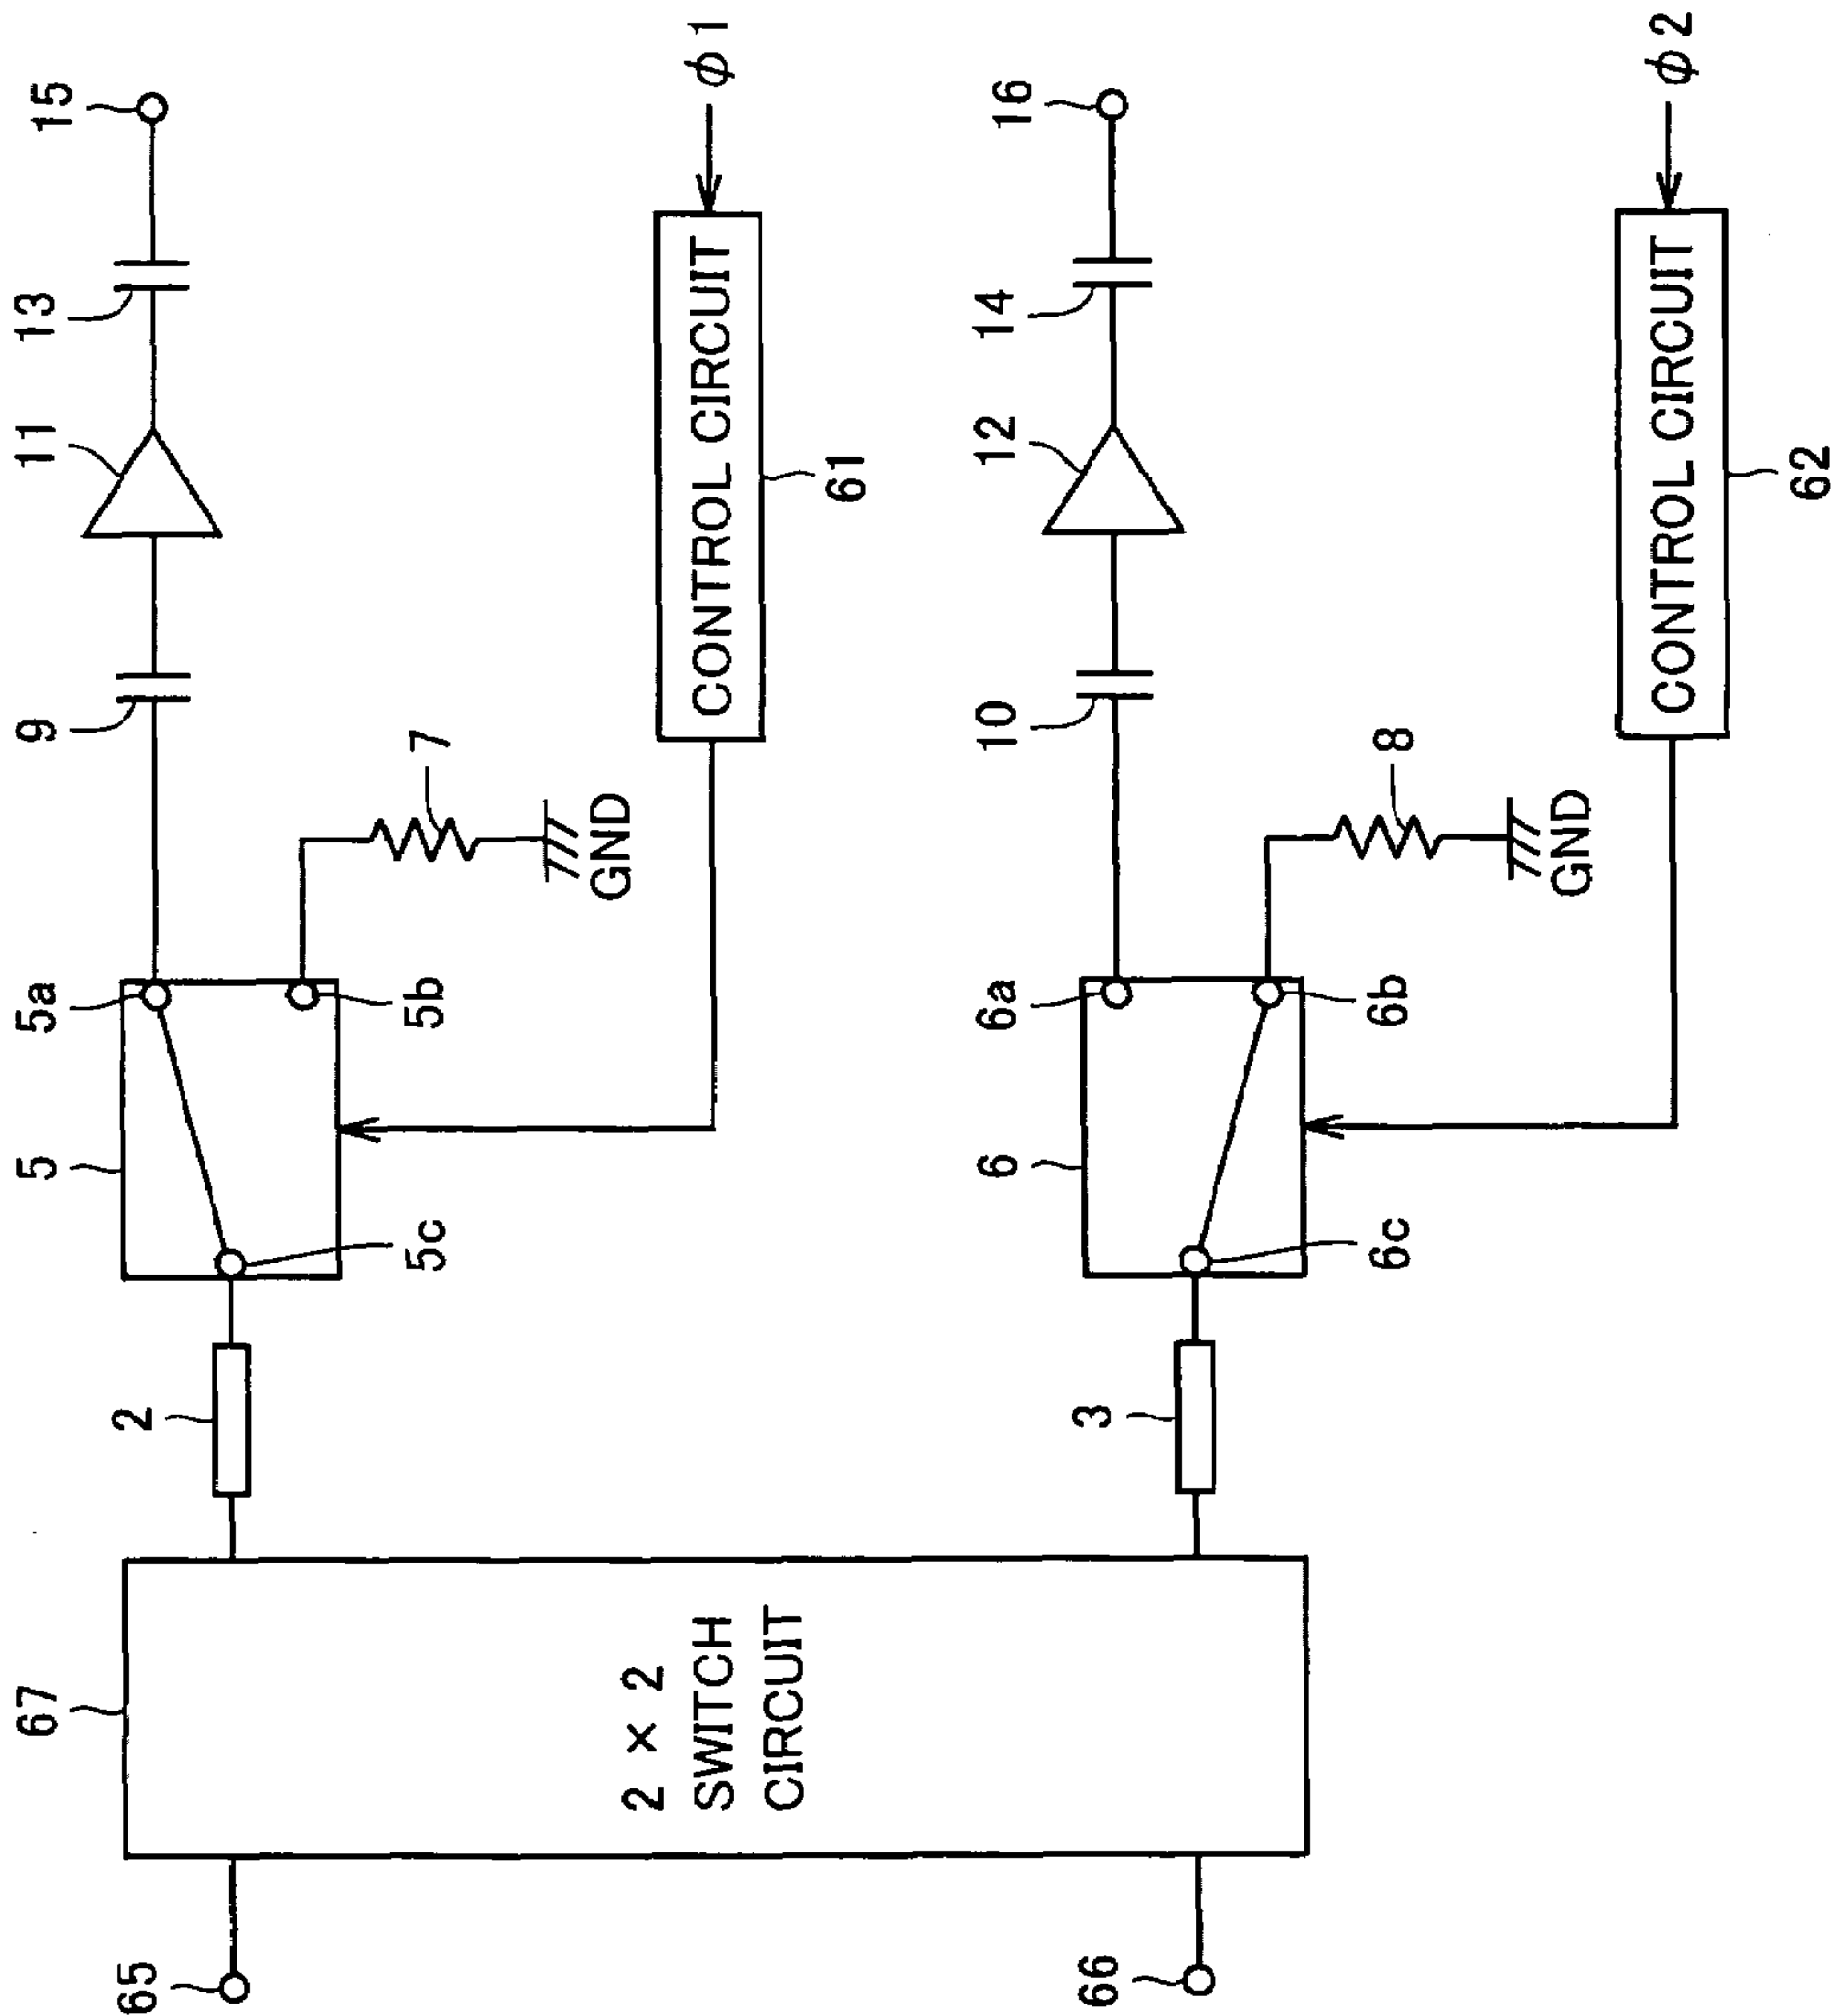 15
13
11
9
5a
5
5c
5b
2
67
65
7
GND
φ1
CONTROL CIRCUIT
61
2 × 2
SWITCH
CIRCUIT
16
14
12
10
6a
6
6c
6b
3
66
8
GND
φ2
CONTROL CIRCUIT
62